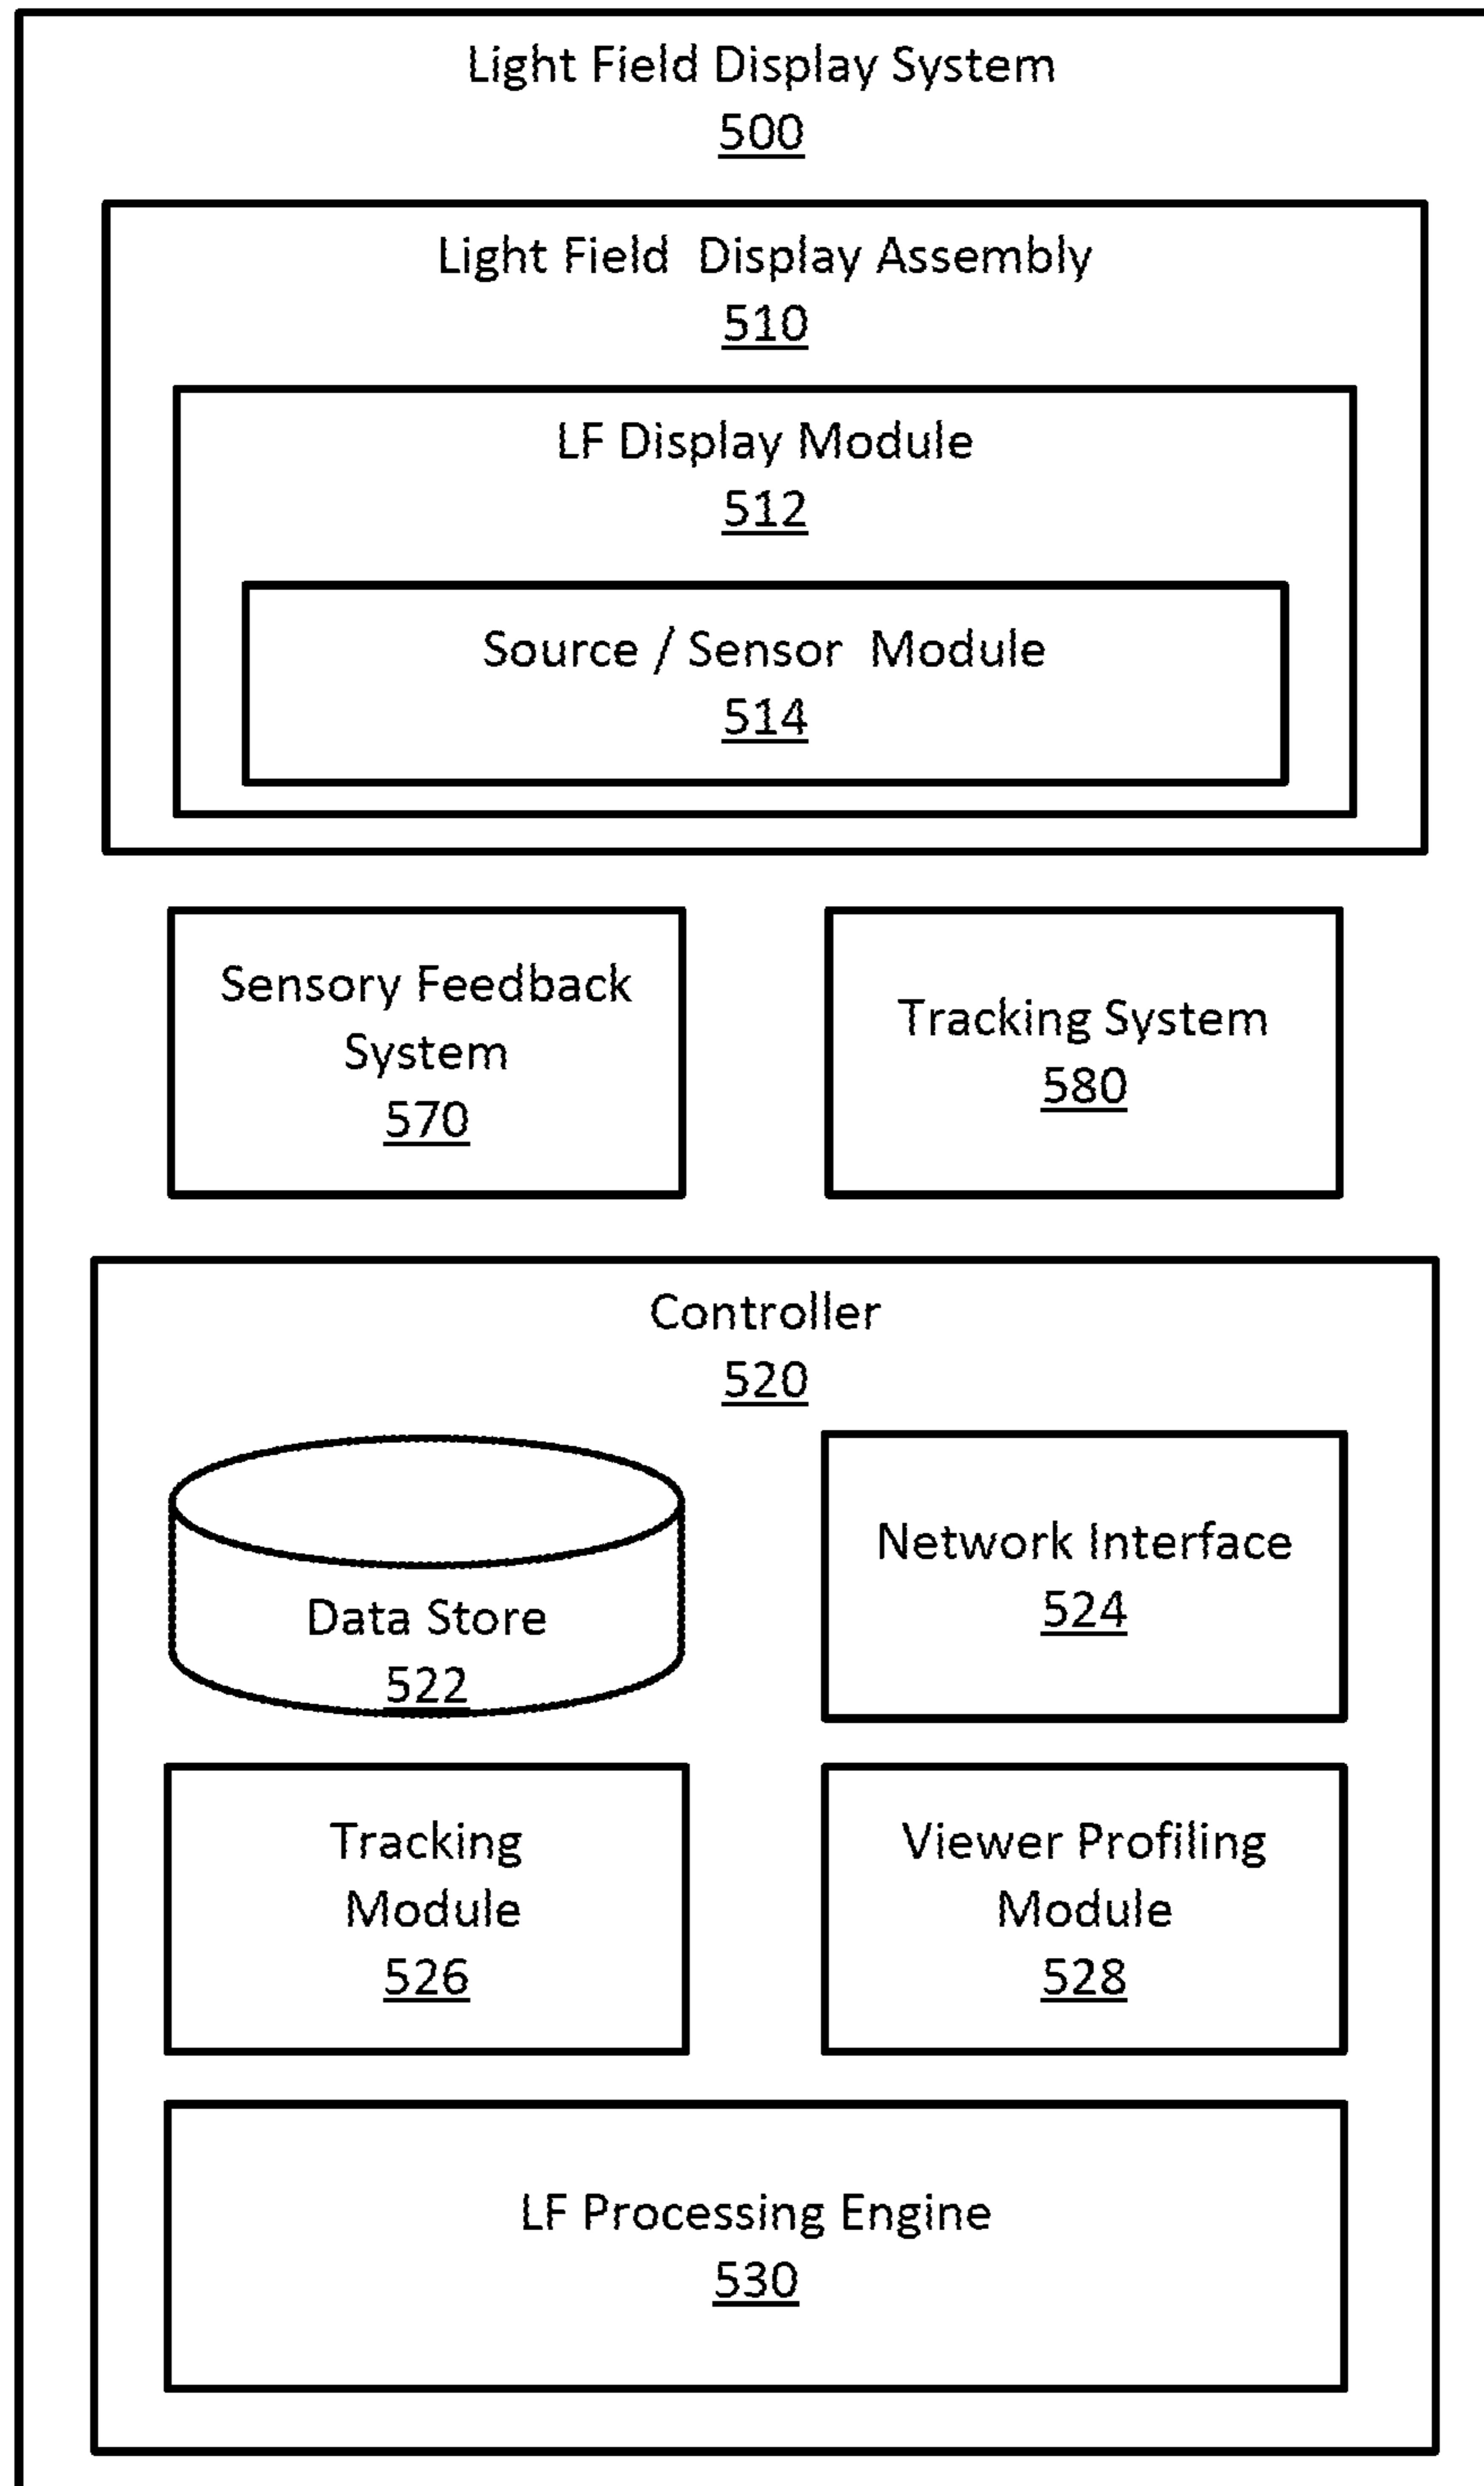 Light Field Display System
500
Light Field Display Assembly
510
LF Display Module
512
Source / Sensor Module
514
Sensory Feedback
System
570
Tracking System
580
Controller
520
Data Store
522
Network Interface
524
Tracking
Module
526
Viewer Profiling
Module
528
LF Processing Engine
530